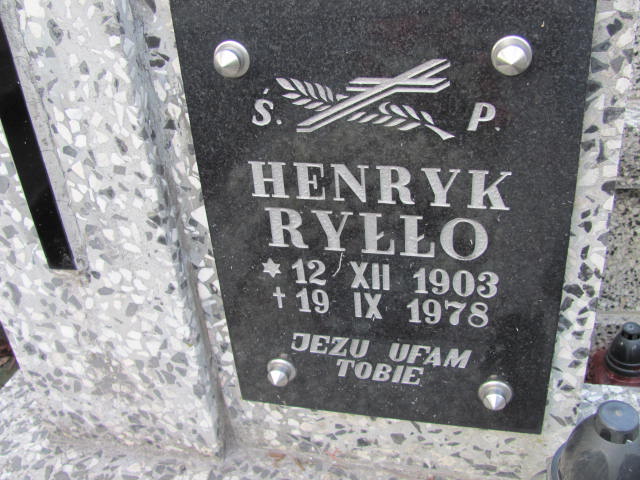 Ś. P.
HENRYK
RYŁŁO
* 12 XII 1903
† 19 IX 1978
JEZU UFAM
TOBIE